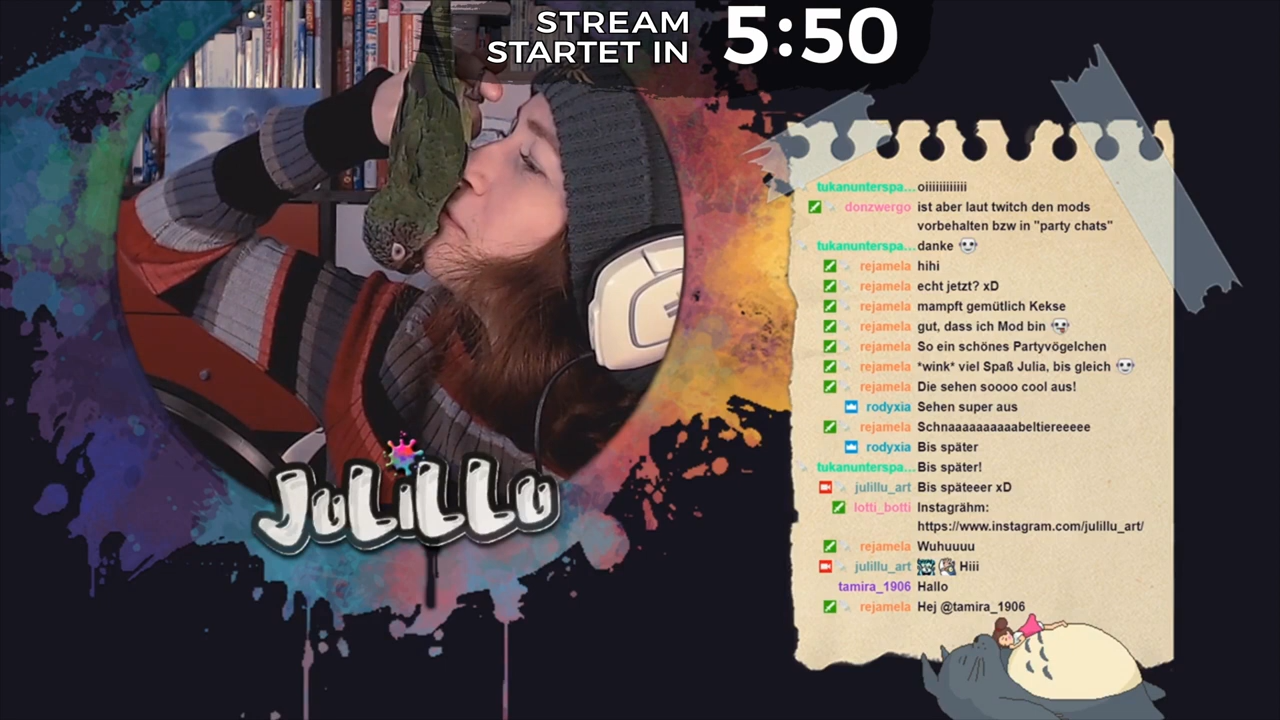 STREAM
STARTET IN
5:50
tukanunterspa... oiiiiiiiiiiii
donzwergo ist aber laut twitch den mods
vorbehalten bzw in "party chats"
tukanunterspa... danke
rejamela hihi
rejamela echt jetzt? xD
rejamela mampft gemütlich Kekse
rejamela gut, dass ich Mod bin
rejamela So ein schönes Partyvögelchen
rejamela *wink* viel Spaß Julia, bis gleich
rejamela Die sehen soooo cool aus!
rodyxia Sehen super aus
rejamela Schnaaaaaaaaaabeltiereeeee
rodyxia Bis später
tukanunterspa... Bis später!
julillu_art Bis späteeer xD
lotti_botti Instagrähm:
https://www.instagram.com/julillu_art/
rejamela Wuhuuuu
julillu_art Hiii
tamira_1906 Hallo
rejamela Hej @tamira_1906
JuLiLLu